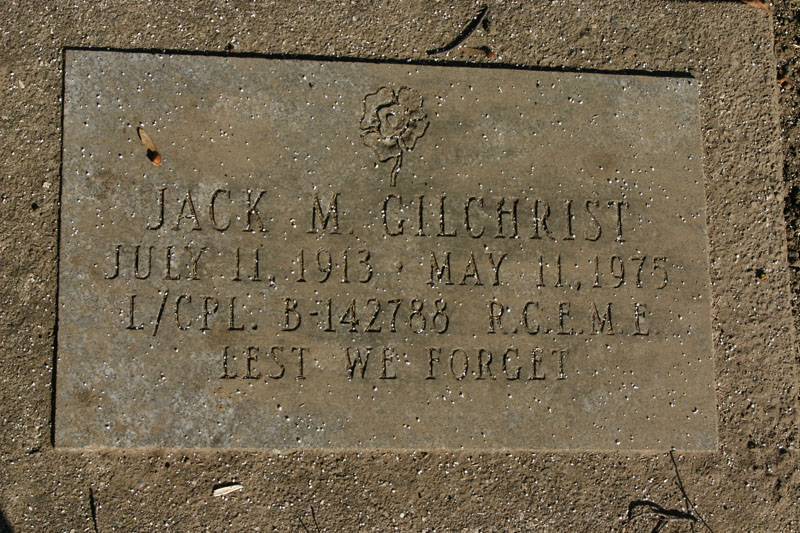 JACK M. GILCHRIST
JULY 11, 1913 · MAY 11, 1975
L/CPL. B-142788 R.C.E.M.E.
LEST WE FORGET